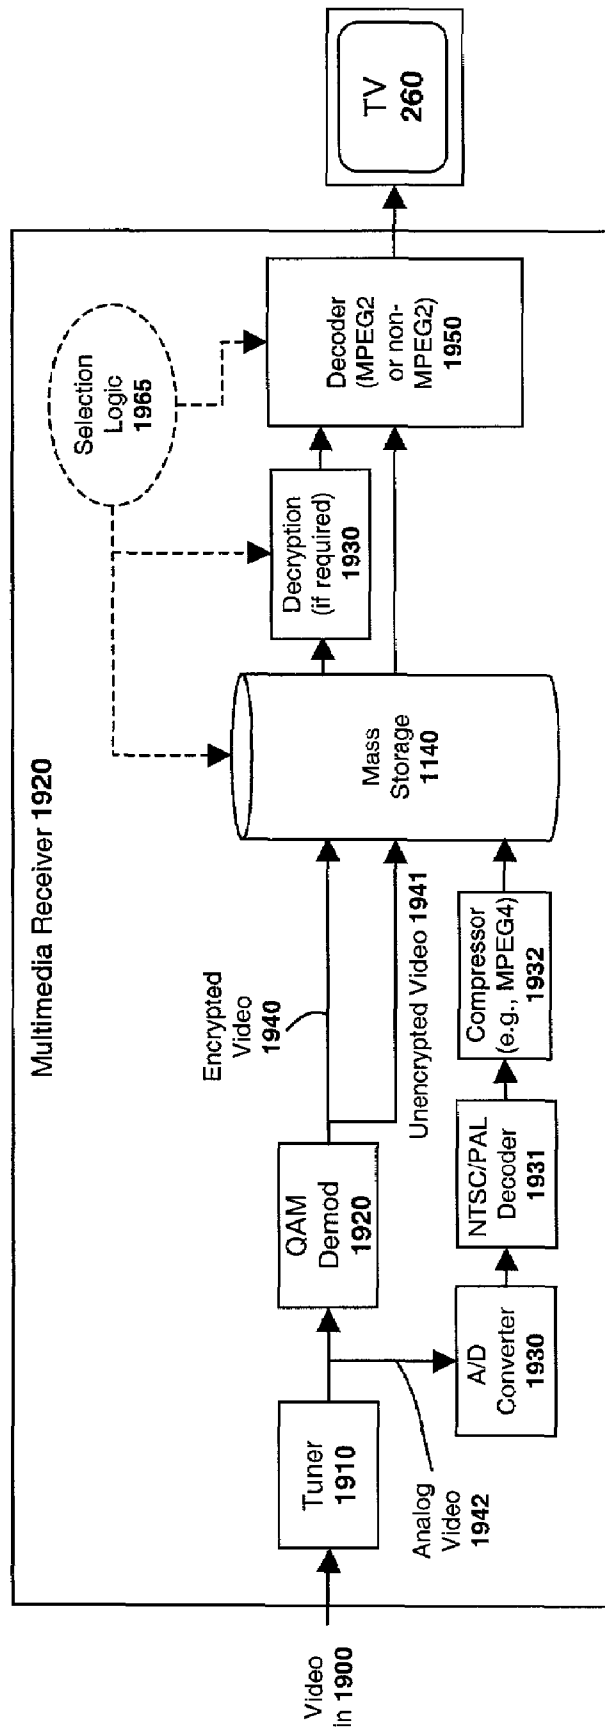 Multimedia Receiver 1920
Video
in 1900
Tuner
1910
Analog
Video
1942
QAM
Demod
1920
A/D
Converter
1930
NTSC/PAL
Decoder
1931
Compressor
(e.g., MPEG4)
1932
Encrypted
Video
1940
Unencrypted Video 1941
Mass
Storage
1140
Decryption
(if required)
1930
Selection
Logic
1965
Decoder
(MPEG2
or non-
MPEG2)
1950
TV
260